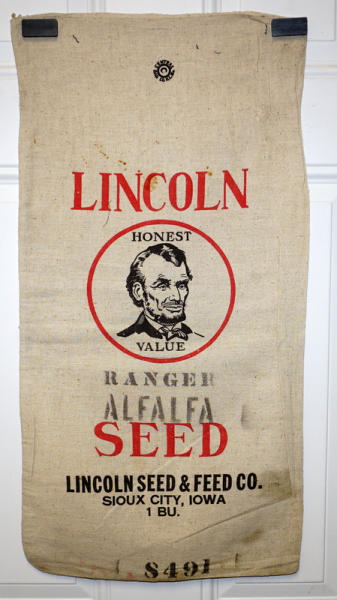 LINCOLN
HONEST
VALUE
RANGER
ALFALFA
SEED
LINCOLN SEED & FEED CO.
SIOUX CITY, IOWA
1 BU.
8491